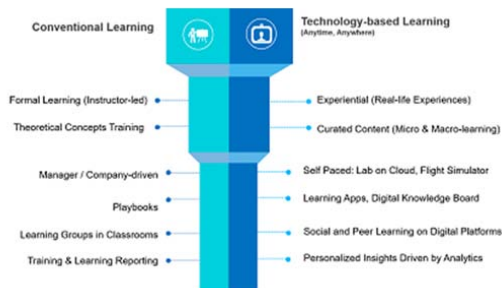 Conventional Learning
Technology-based Learning
(Anytime, Anywhere)
Formal Learning (Instructor-led)
Experiential (Real-life Experiences)
Theoretical Concepts Training
Curated Content (Micro & Macro-learning)
Manager / Company-driven
Self Paced: Lab on Cloud, Flight Simulator
Playbooks
Learning Apps, Digital Knowledge Board
Learning Groups in Classrooms
Social and Peer Learning on Digital Platforms
Training & Learning Reporting
Personalized Insights Driven by Analytics